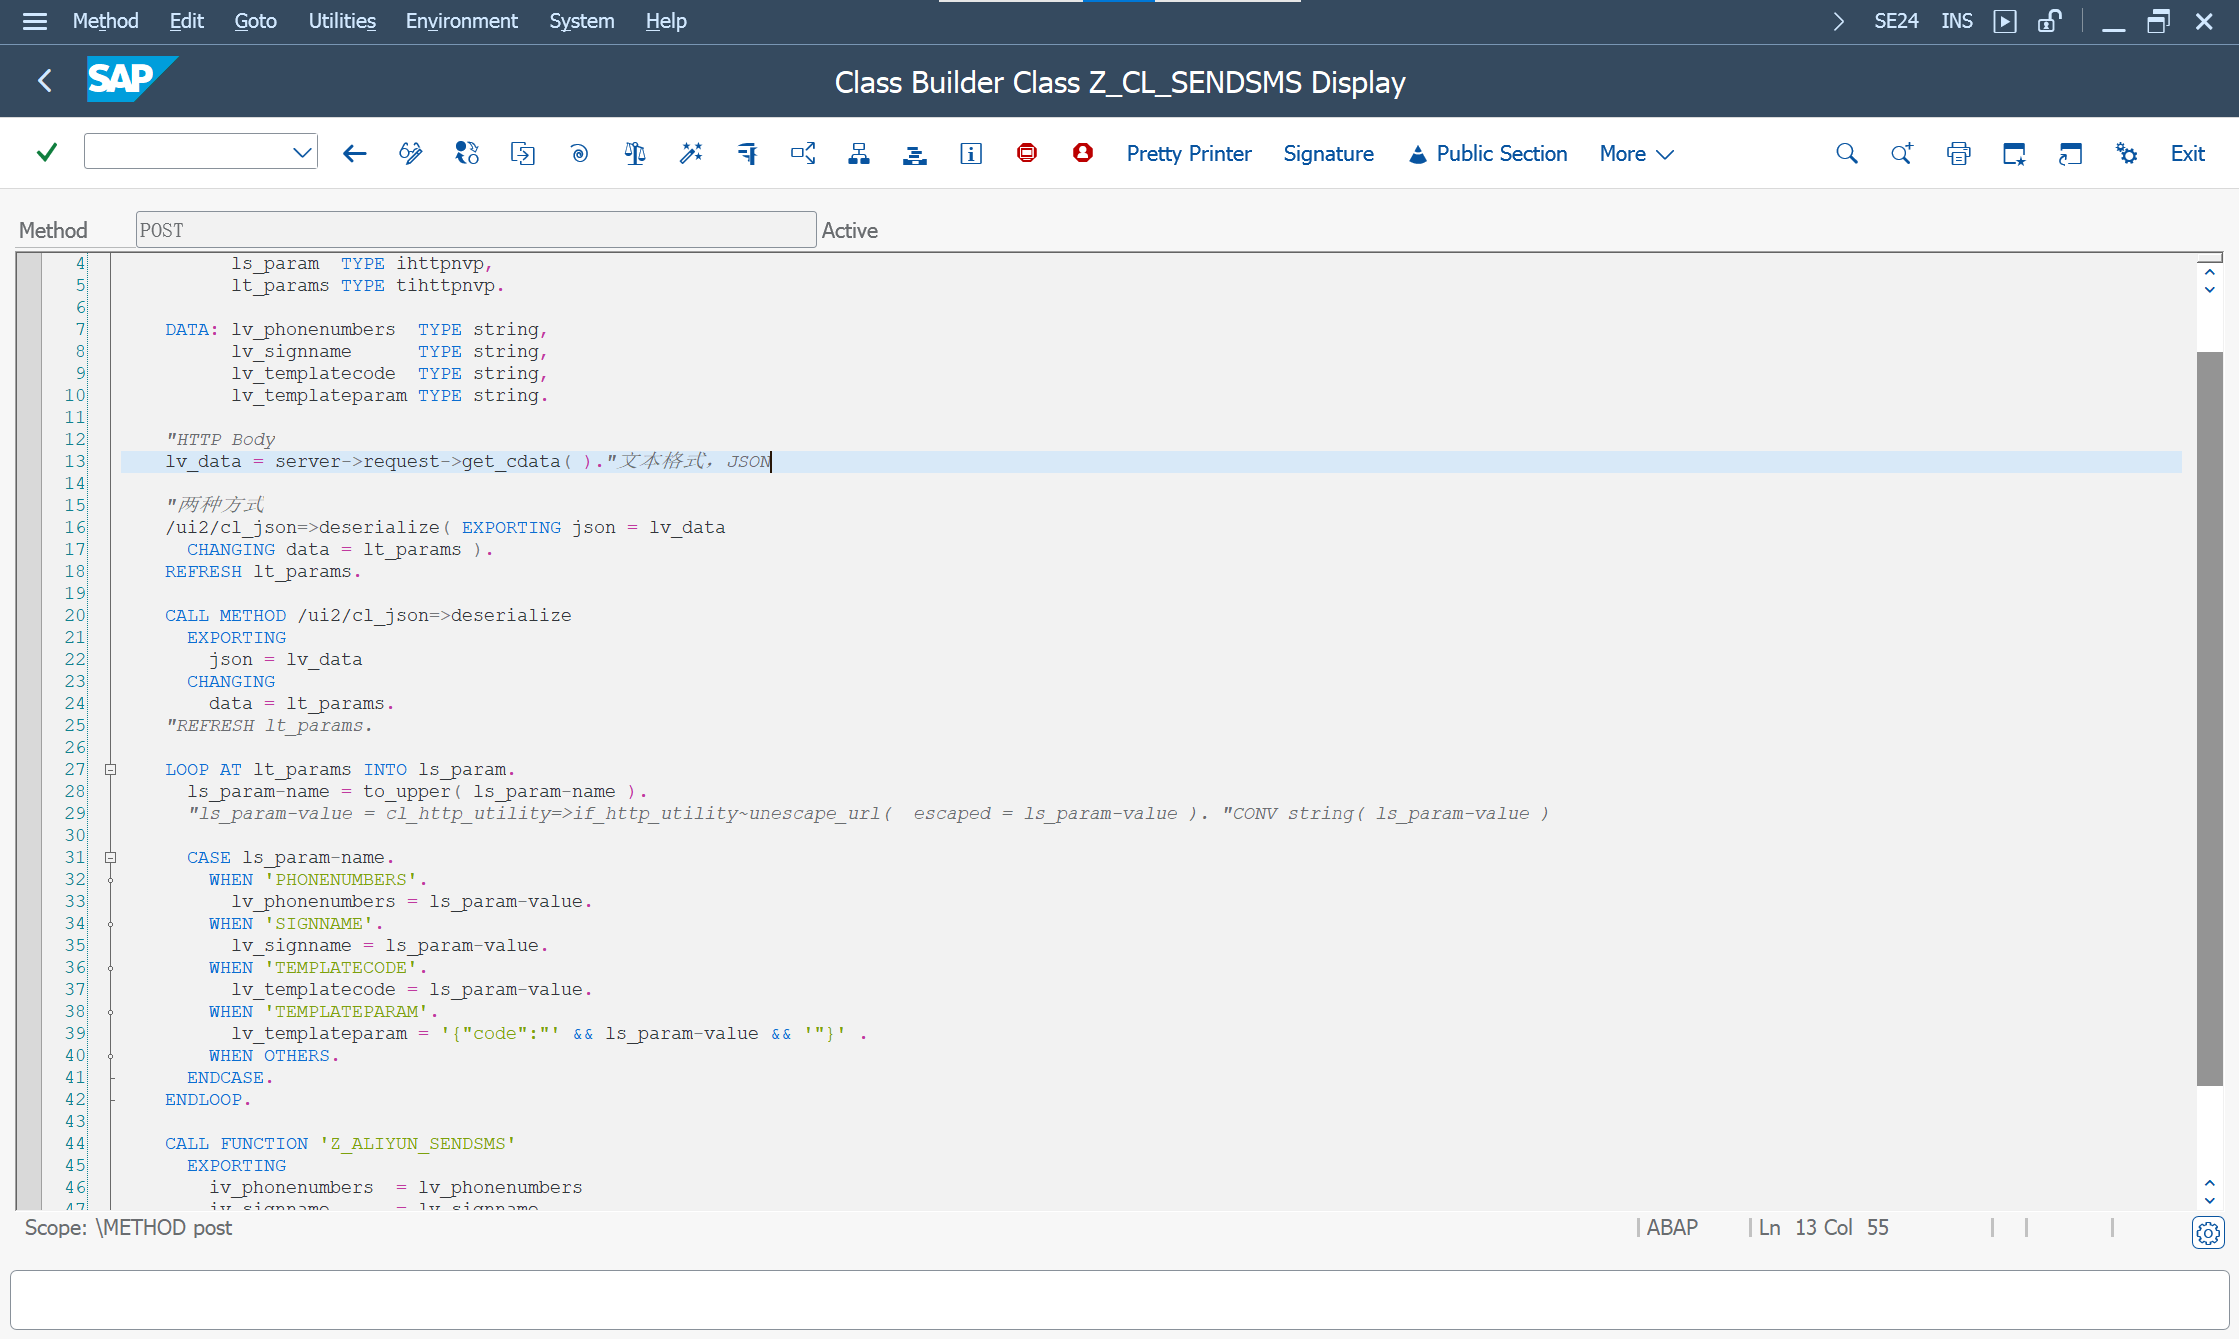 Method Edit Goto Utilities Environment System Help SE24 INS
SAP Class Builder Class Z_CL_SENDSMS Display
Pretty Printer Signature Public Section More Exit
Method POST Active
4 ls_param TYPE ihttpnvp,
5 lt_params TYPE tihttpnvp.
6
7 DATA: lv_phonenumbers TYPE string,
8 lv_signname TYPE string,
9 lv_templatecode TYPE string,
10 lv_templateparam TYPE string.
11
12 "HTTP Body
13 lv_data = server->request->get_cdata( )."文本格式，JSON
14
15 "两种方式
16 /ui2/cl_json=>deserialize( EXPORTING json = lv_data
17 CHANGING data = lt_params ).
18 REFRESH lt_params.
19
20 CALL METHOD /ui2/cl_json=>deserialize
21 EXPORTING
22 json = lv_data
23 CHANGING
24 data = lt_params.
25 "REFRESH lt_params.
26
27 LOOP AT lt_params INTO ls_param.
28 ls_param-name = to_upper( ls_param-name ).
29 "ls_param-value = cl_http_utility=>if_http_utility~unescape_url( escaped = ls_param-value ). "CONV string( ls_param-value )
30
31 CASE ls_param-name.
32 WHEN 'PHONENUMBERS'.
33 lv_phonenumbers = ls_param-value.
34 WHEN 'SIGNNAME'.
35 lv_signname = ls_param-value.
36 WHEN 'TEMPLATECODE'.
37 lv_templatecode = ls_param-value.
38 WHEN 'TEMPLATEPARAM'.
39 lv_templateparam = '{"code":"' && ls_param-value && '"}' .
40 WHEN OTHERS.
41 ENDCASE.
42 ENDLOOP.
43
44 CALL FUNCTION 'Z_ALIYUN_SENDSMS'
45 EXPORTING
46 iv_phonenumbers = lv_phonenumbers
47 iv_signname = lv_signname
Scope: \METHOD post ABAP Ln 13 Col 55